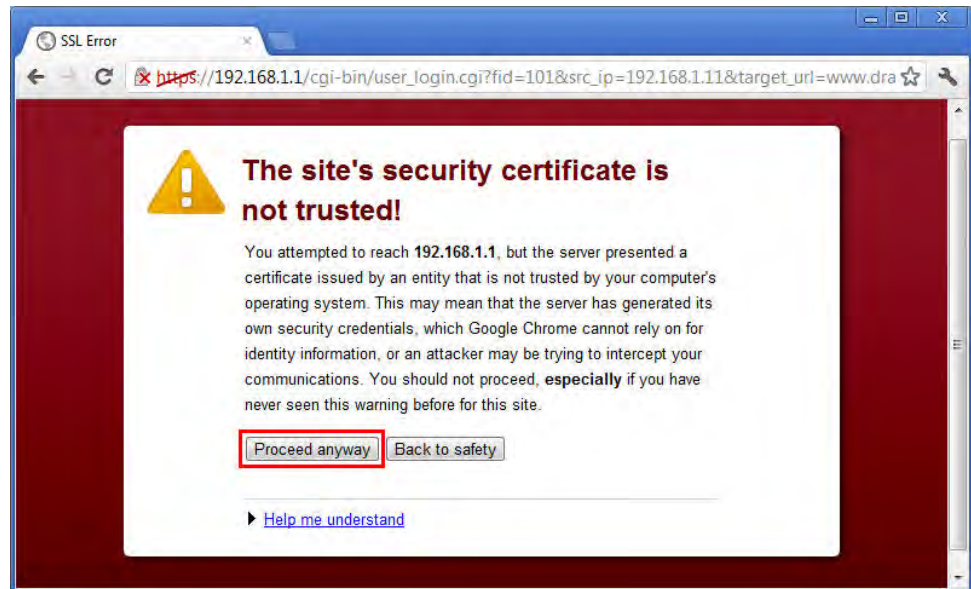 SSL Error
https://192.168.1.1/cgi-bin/user_login.cgi?fid=101&src_ip=192.168.1.11&target_url=www.dra
The site's security certificate is
not trusted!
You attempted to reach 192.168.1.1, but the server presented a
certificate issued by an entity that is not trusted by your computer's
operating system. This may mean that the server has generated its
own security credentials, which Google Chrome cannot rely on for
identity information, or an attacker may be trying to intercept your
communications. You should not proceed, especially if you have
never seen this warning before for this site.
Proceed anyway Back to safety
Help me understand